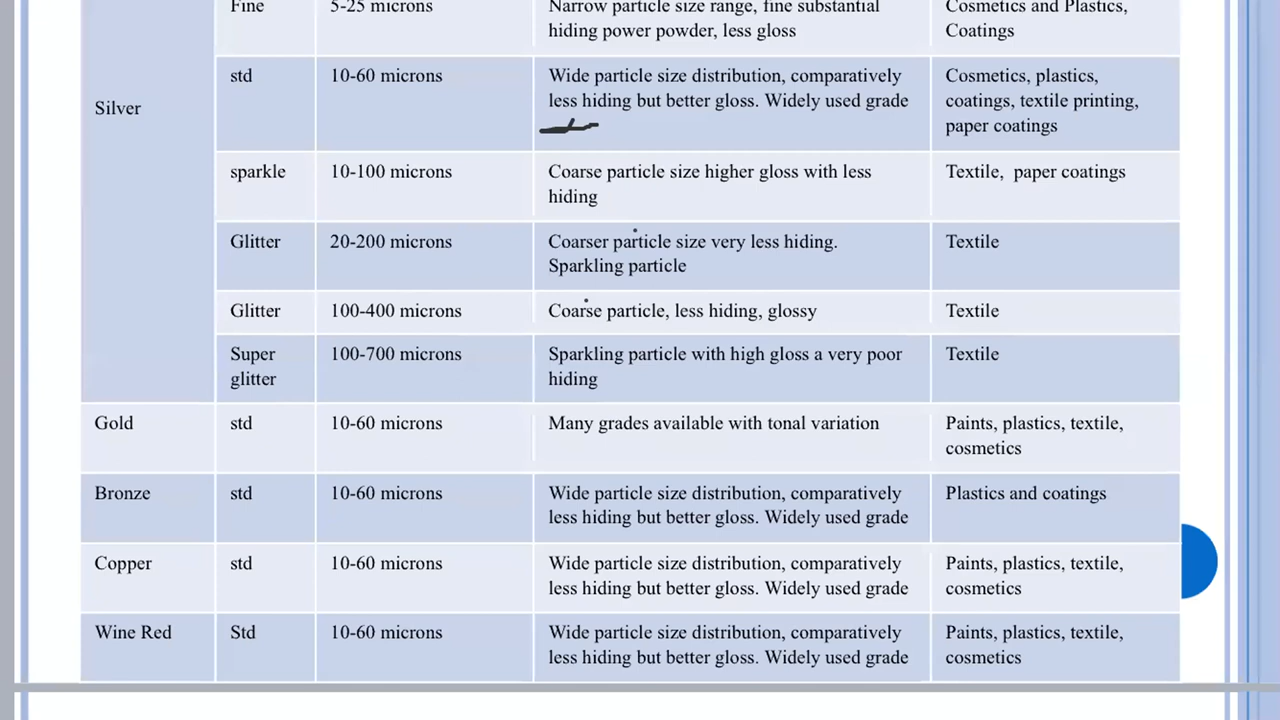 Fine 5-25 microns Narrow particle size range, fine substantial Cosmetics and Plastics,
hiding power powder, less gloss Coatings
std 10-60 microns Wide particle size distribution, comparatively Cosmetics, plastics,
Silver less hiding but better gloss. Widely used grade coatings, textile printing,
paper coatings
sparkle 10-100 microns Coarse particle size higher gloss with less Textile, paper coatings
hiding
Glitter 20-200 microns Coarser particle size very less hiding. Textile
Sparkling particle
Glitter 100-400 microns Coarse particle, less hiding, glossy Textile
Super 100-700 microns Sparkling particle with high gloss a very poor Textile
glitter hiding
Gold std 10-60 microns Many grades available with tonal variation Paints, plastics, textile,
cosmetics
Bronze std 10-60 microns Wide particle size distribution, comparatively Plastics and coatings
less hiding but better gloss. Widely used grade
Copper std 10-60 microns Wide particle size distribution, comparatively Paints, plastics, textile,
less hiding but better gloss. Widely used grade cosmetics
Wine Red Std 10-60 microns Wide particle size distribution, comparatively Paints, plastics, textile,
less hiding but better gloss. Widely used grade cosmetics